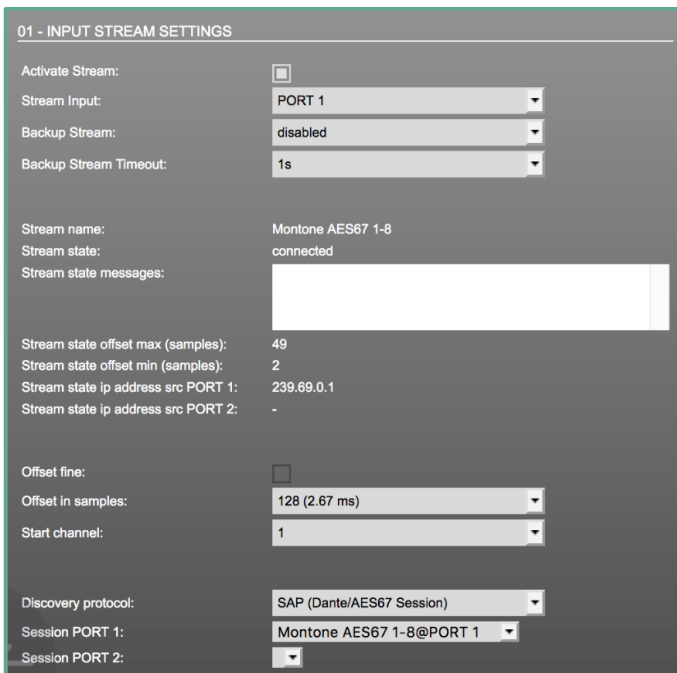 01 - INPUT STREAM SETTINGS
Activate Stream:
Stream Input: PORT 1
Backup Stream: disabled
Backup Stream Timeout: 1s
Stream name: Montone AES67 1-8
Stream state: connected
Stream state messages:
Stream state offset max (samples): 49
Stream state offset min (samples): 2
Stream state ip address src PORT 1: 239.69.0.1
Stream state ip address src PORT 2: -
Offset fine:
Offset in samples: 128 (2.67 ms)
Start channel: 1
Discovery protocol: SAP (Dante/AES67 Session)
Session PORT 1: Montone AES67 1-8@PORT 1
Session PORT 2: